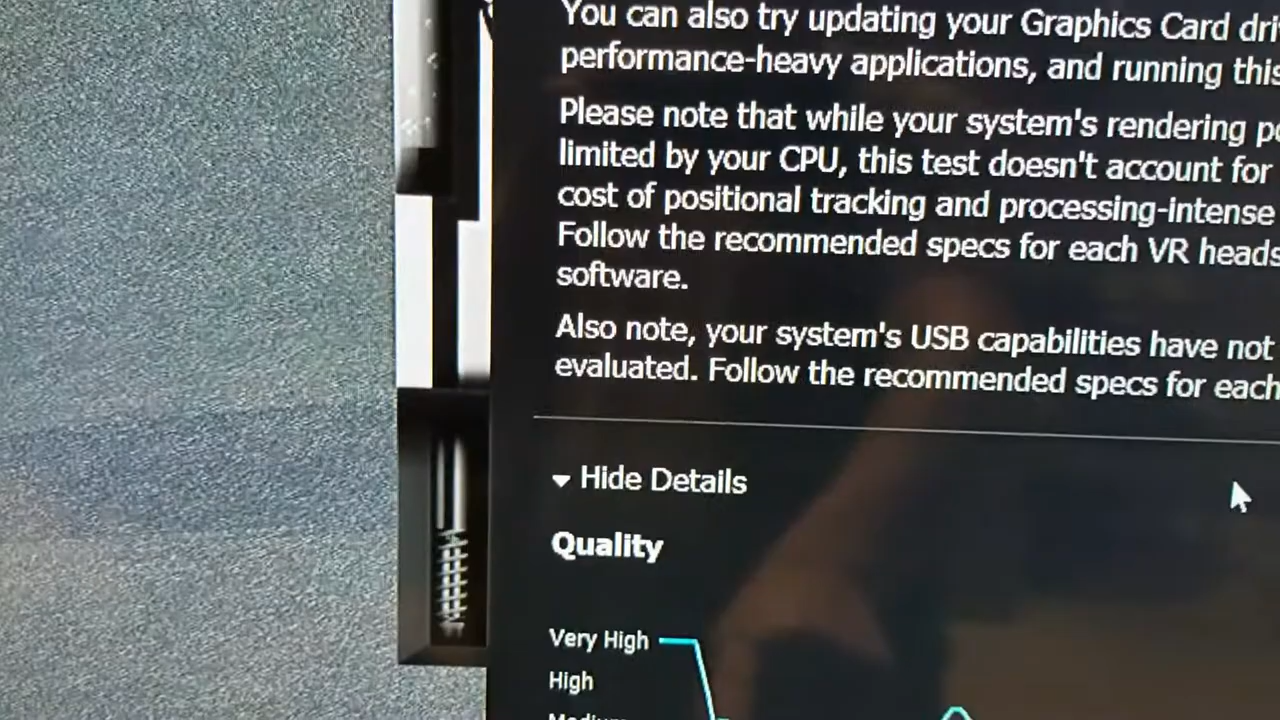 You can also try updating your Graphics Card
performance-heavy applications, and running this
Please note that while your system's rendering
limited by your CPU, this test doesn't account for
cost of positional tracking and processing-intense
Follow the recommended specs for each VR
software.
Also note, your system's USB capabilities have not
evaluated. Follow the recommended specs for each
Hide Details
Quality
Very High
High
Medium